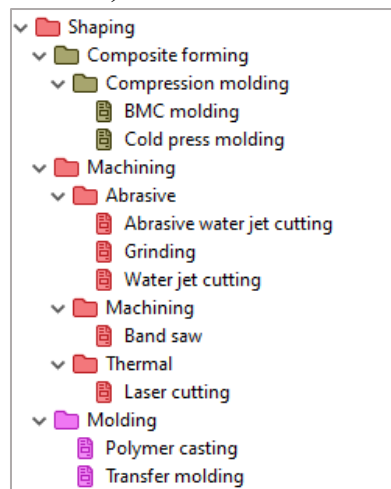 Shaping
Composite forming
Compression molding
BMC molding
Cold press molding
Machining
Abrasive
Abrasive water jet cutting
Grinding
Water jet cutting
Machining
Band saw
Thermal
Laser cutting
Molding
Polymer casting
Transfer molding